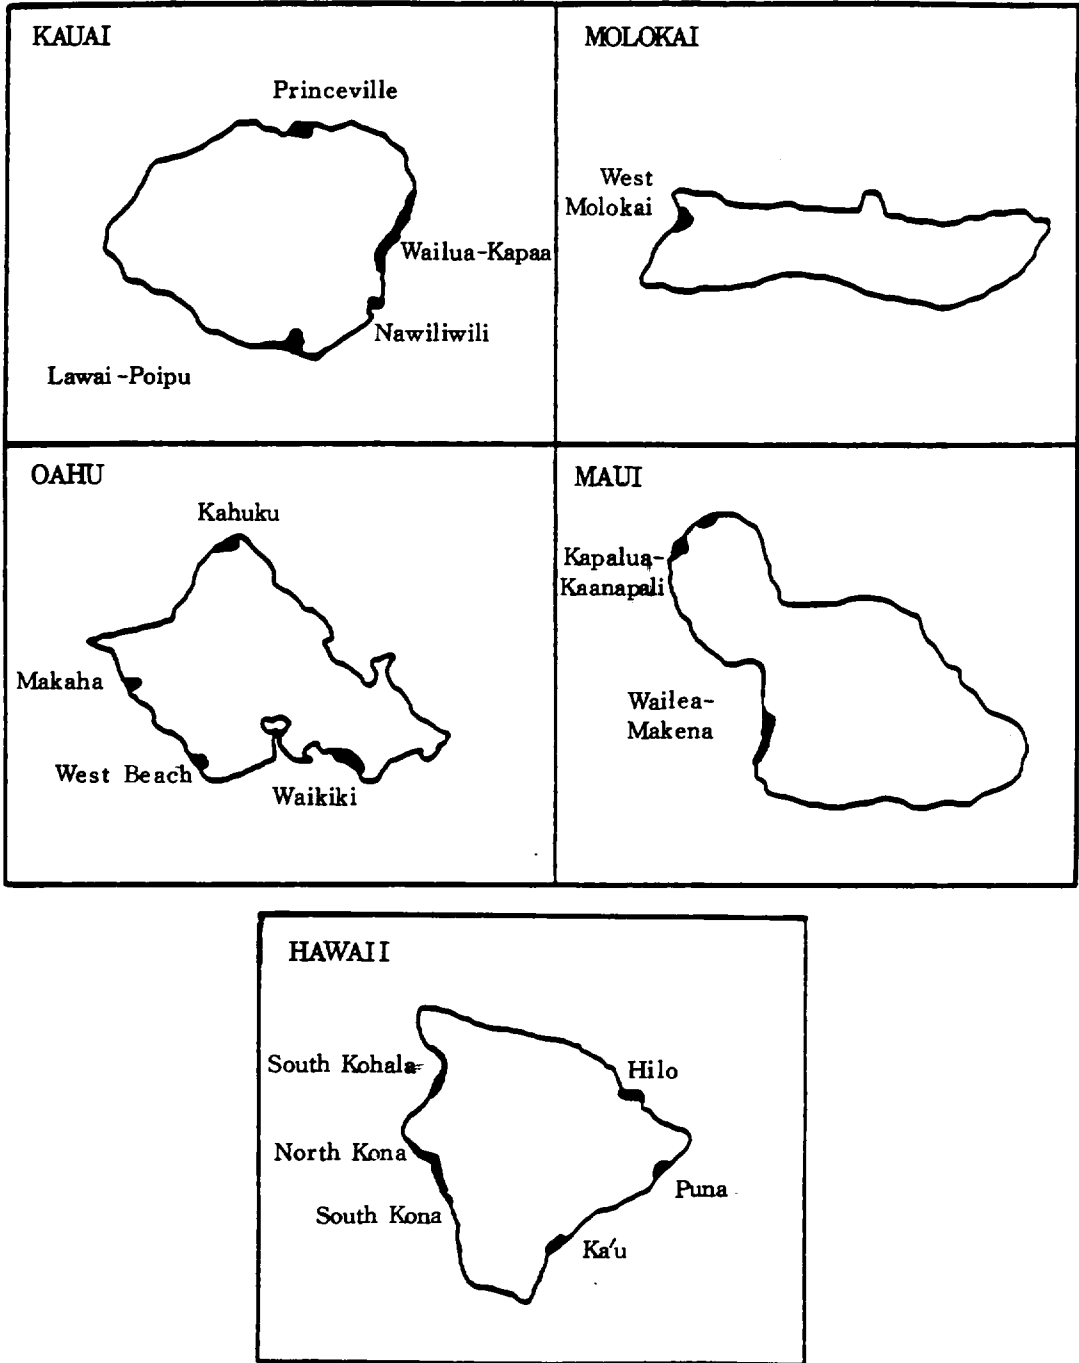 KAUAI
Princeville
Wailua-Kapaa
Nawiliwili
Lawai-Poipu
MOLOKAI
West
Molokai
OAHU
Kahuku
Makaha
West Beach
Waikiki
MAUI
Kapalua-
Kaanapali
Wailea-
Makena
HAWAII
South Kohala
Hilo
North Kona
Puna
South Kona
Ka'u